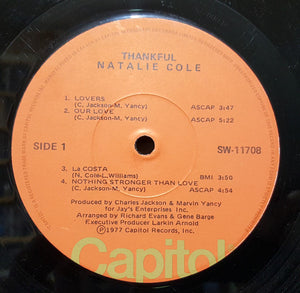 THANKFUL
NATALIE COLE
1. LOVERS
(C. Jackson-M. Yancy) ASCAP 3:47
2. OUR LOVE
(C. Jackson-M. Yancy) ASCAP 5:22
SIDE 1 SW-11708
3. La COSTA
(N. Cole-L. Williams) BMI 3:50
4. NOTHING STRONGER THAN LOVE
(C. Jackson-M. Yancy) ASCAP 4:54
Produced by Charles Jackson & Marvin Yancy
for Jay's Enterprises, Inc.
Arranged by Richard Evans & Gene Barge
Executive Producer Larkin Arnold
℗1977 Capitol Records, Inc.
Capitol